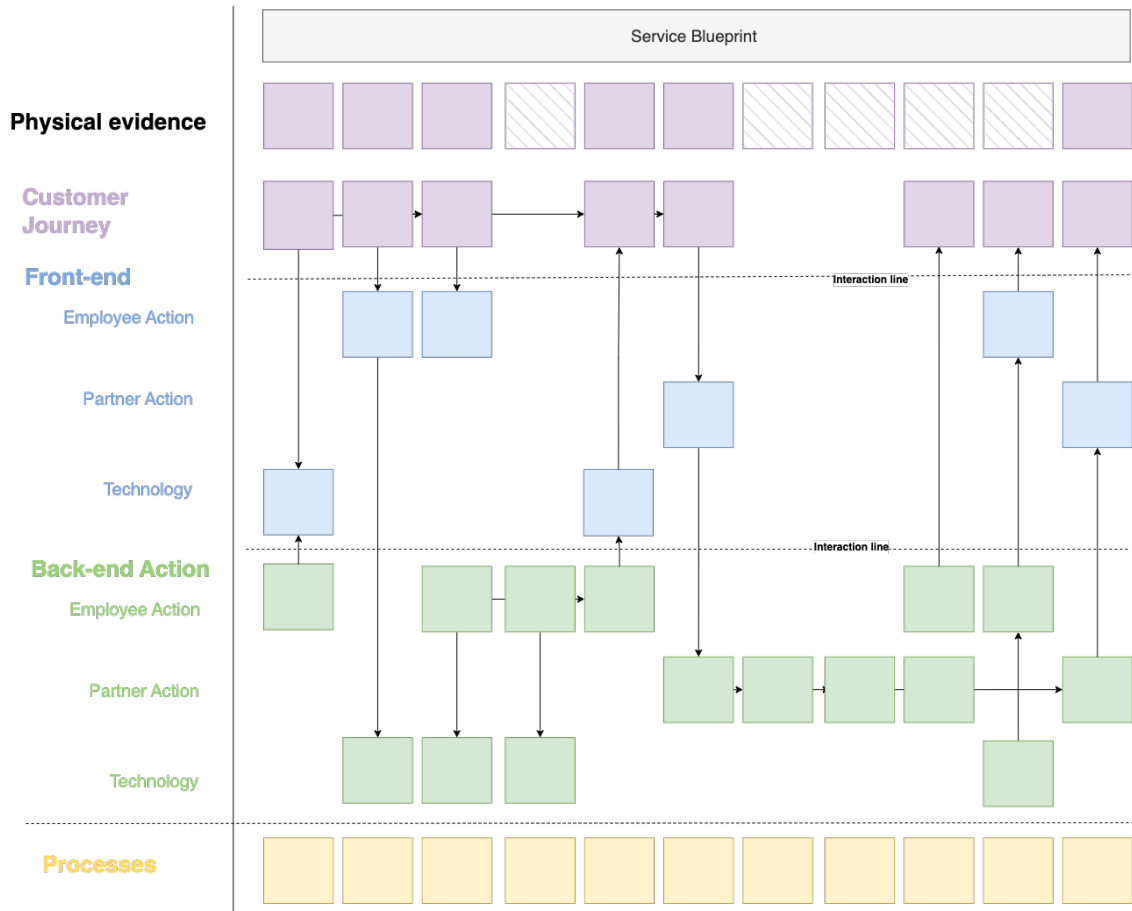 Service Blueprint
Physical evidence
Customer
Journey
Front-end
Interaction line
Employee Action
Partner Action
Technology
Interaction line
Back-end Action
Employee Action
Partner Action
Technology
Processes